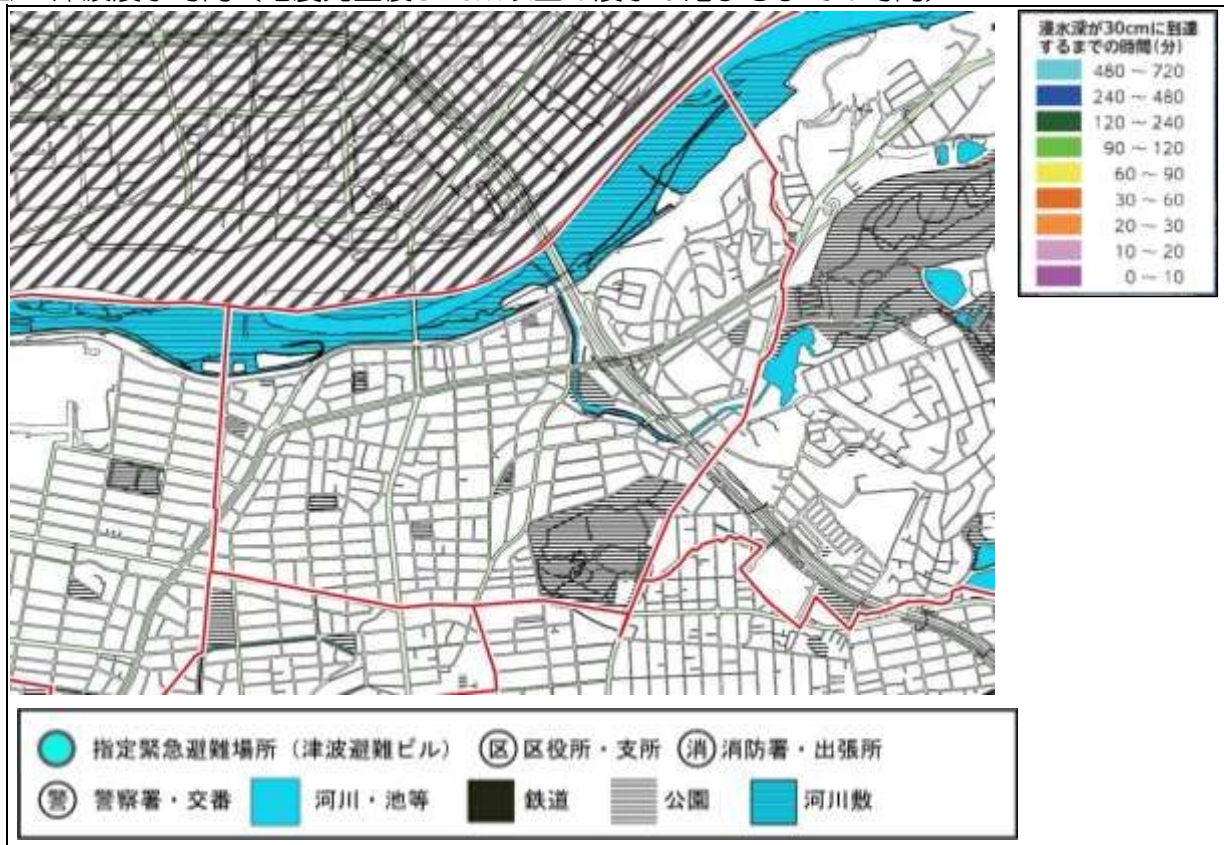 浸水深が30cmに到達
するまでの時間(分)
480～720
240～480
120～240
90～120
60～90
30～60
20～30
10～20
0～10
指定緊急避難場所（津波避難ビル） 区 区役所・支所 消 消防署・出張所
警 警察署・交番 河川・池等 鉄道 公園 河川敷